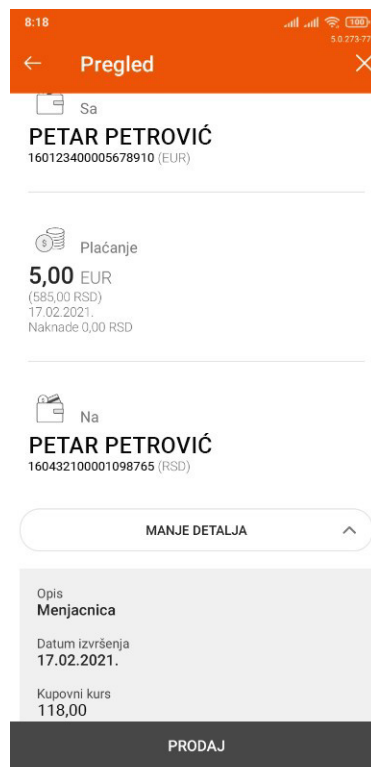 8:18
100
5.0.273-77
Pregled
Sa
PETAR PETROVIĆ
160123400005678910 (EUR)
Plaćanje
5,00 EUR
(585,00 RSD)
17.02.2021.
Naknade 0,00 RSD
Na
PETAR PETROVIĆ
160432100001098765 (RSD)
MANJE DETALJA
Opis
Menjacnica
Datum izvršenja
17.02.2021.
Kupovni kurs
118,00
PRODAJ